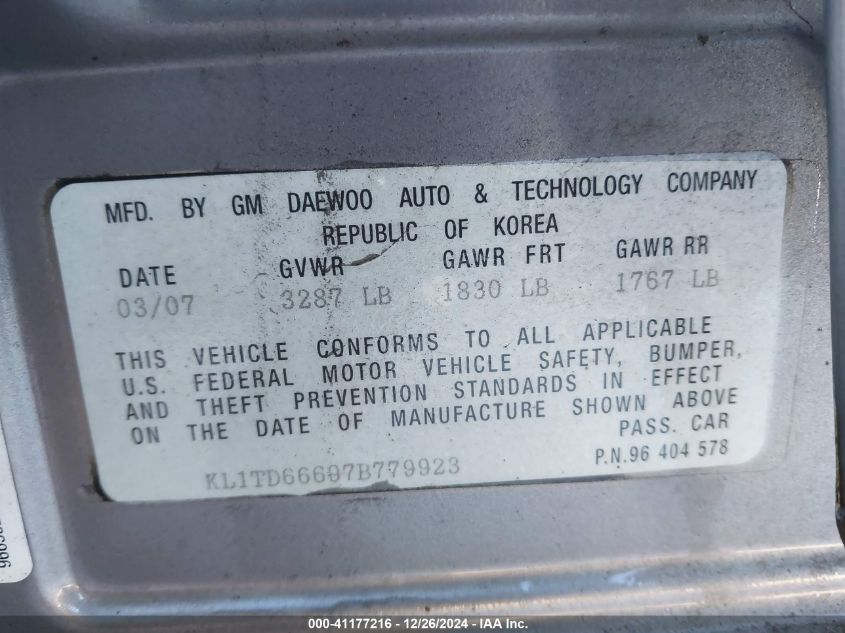 MFD. BY GM DAEWOO AUTO & TECHNOLOGY COMPANY
REPUBLIC OF KOREA
DATE GVWR GAWR FRT GAWR RR
03/07 3287 LB 1830 LB 1767 LB
THIS VEHICLE CONFORMS TO ALL APPLICABLE
U.S. FEDERAL MOTOR VEHICLE SAFETY, BUMPER,
AND THEFT PREVENTION STANDARDS IN EFFECT
ON THE DATE OF MANUFACTURE SHOWN ABOVE
PASS. CAR
KL1TD66697B779923
P.N.96 404 578
000-41177216 - 12/26/2024 - IAA Inc.